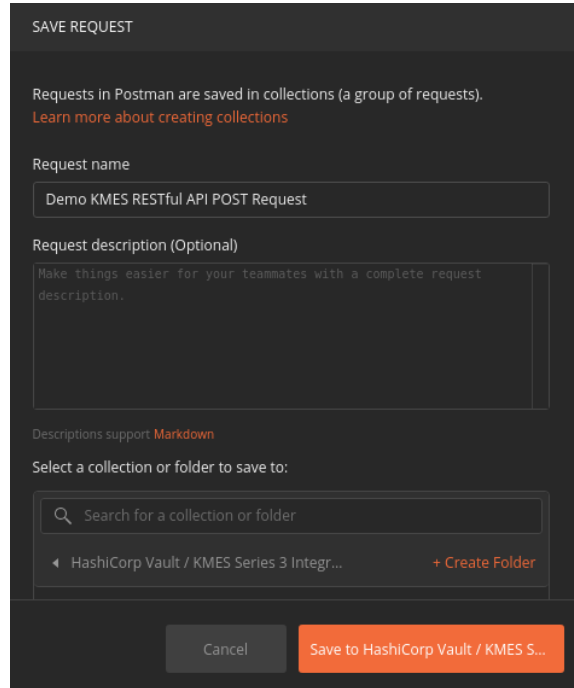 SAVE REQUEST
Requests in Postman are saved in collections (a group of requests).
Learn more about creating collections
Request name
Demo KMES RESTful API POST Request
Request description (Optional)
Make things easier for your teammates with a complete request
description.
Descriptions support Markdown
Select a collection or folder to save to:
Search for a collection or folder
HashiCorp Vault / KMES Series 3 Integr... + Create Folder
Cancel Save to HashiCorp Vault / KMES S...